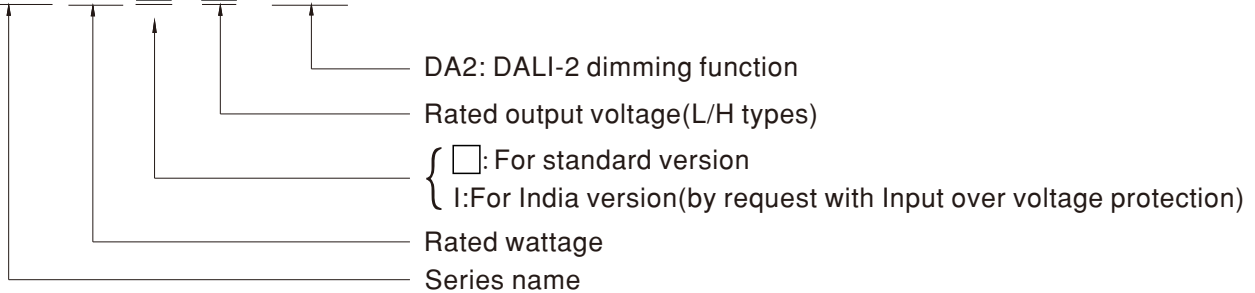 DA2: DALI-2 dimming function
Rated output voltage(L/H types)
□: For standard version
I:For India version(by request with Input over voltage protection)
Rated wattage
Series name